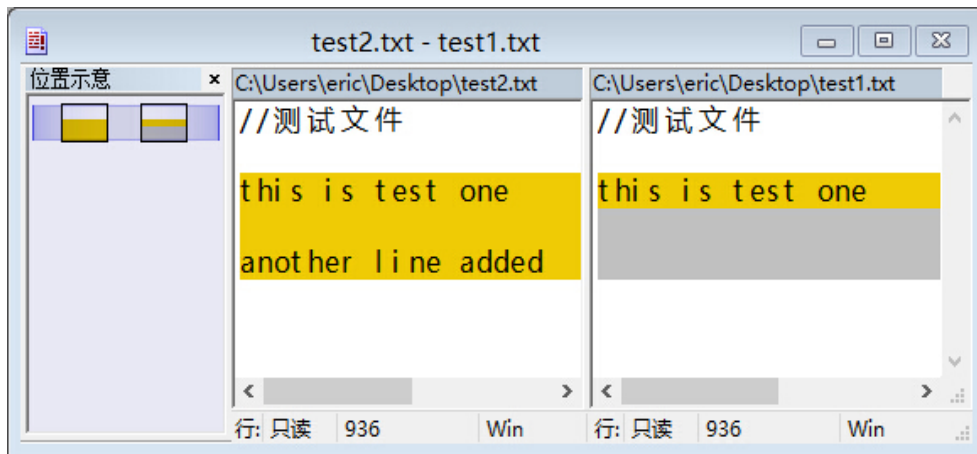 test2.txt - test1.txt
位置示意
C:\Users\eric\Desktop\test2.txt
//测试文件
this is test one
another line added
行: 只读 936 Win
C:\Users\eric\Desktop\test1.txt
//测试文件
this is test one
行: 只读 936 Win